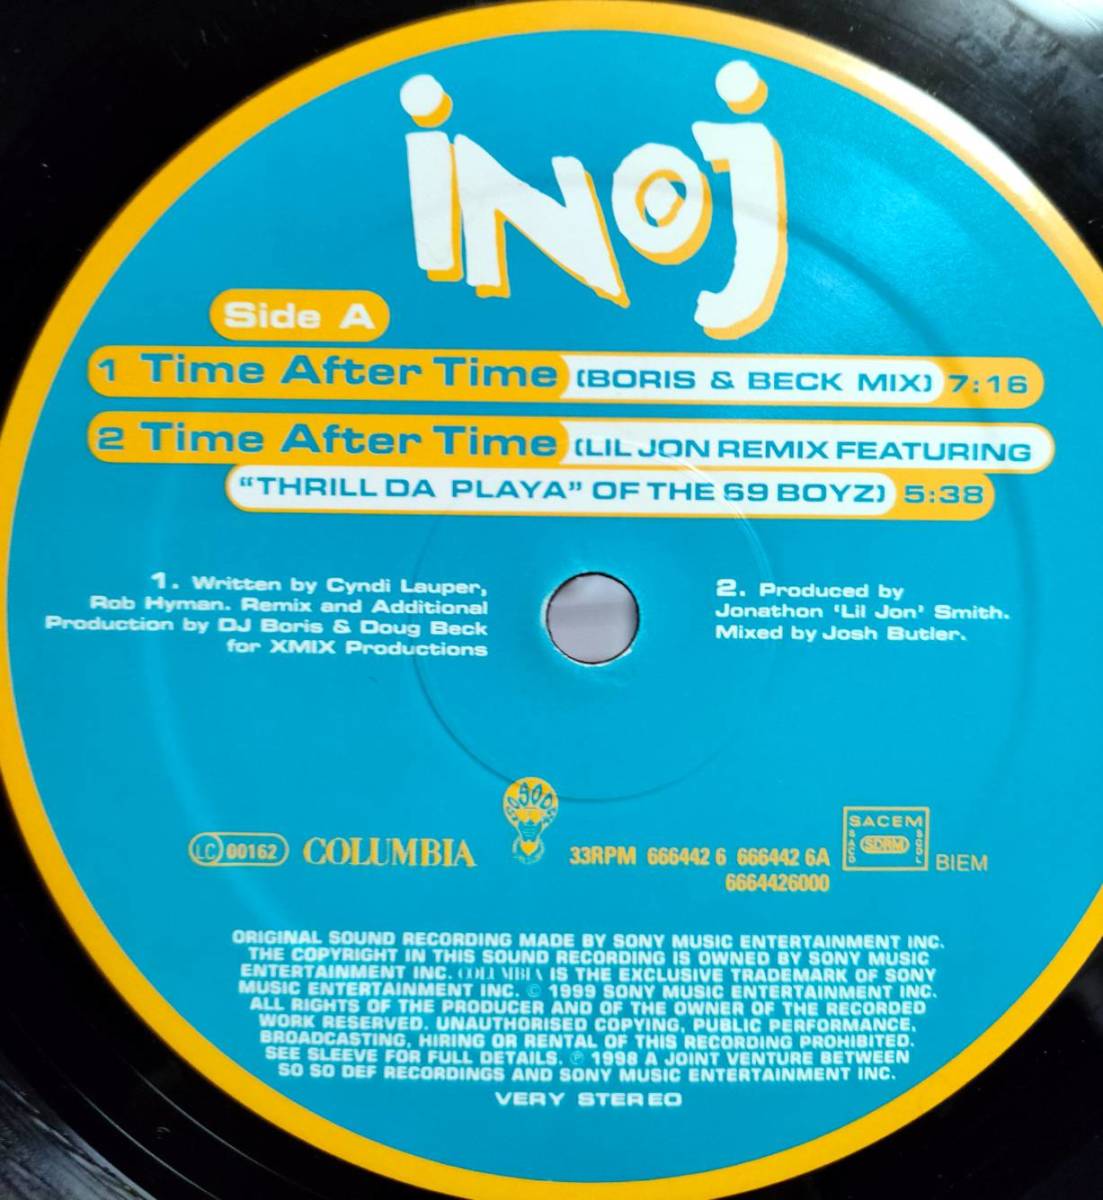 inoj
Side A
1 Time After Time (BORIS & BECK MIX) 7:16
2 Time After Time (LIL JON REMIX FEATURING
"THRILL DA PLAYA" OF THE 69 BOYZ) 5:38
1. Written by Cyndi Lauper,
Rob Hyman. Remix and Additional
Production by DJ Boris & Doug Beck
for XMIX Productions
2. Produced by
Jonathon 'Lil Jon' Smith.
Mixed by Josh Butler.
LC 00162 COLUMBIA
33RPM 666442 6 666442 6A
6664426000
SACEM
SACD SDRM SCDL
BIEM
ORIGINAL SOUND RECORDING MADE BY SONY MUSIC ENTERTAINMENT INC.
THE COPYRIGHT IN THIS SOUND RECORDING IS OWNED BY SONY MUSIC
ENTERTAINMENT INC. COLUMBIA IS THE EXCLUSIVE TRADEMARK OF SONY
MUSIC ENTERTAINMENT INC. © 1999 SONY MUSIC ENTERTAINMENT INC.
ALL RIGHTS OF THE PRODUCER AND OF THE OWNER OF THE RECORDED
WORK RESERVED. UNAUTHORISED COPYING, PUBLIC PERFORMANCE,
BROADCASTING, HIRING OR RENTAL OF THIS RECORDING PROHIBITED.
SEE SLEEVE FOR FULL DETAILS. ℗ 1998 A JOINT VENTURE BETWEEN
SO SO DEF RECORDINGS AND SONY MUSIC ENTERTAINMENT INC.
VERY STEREO